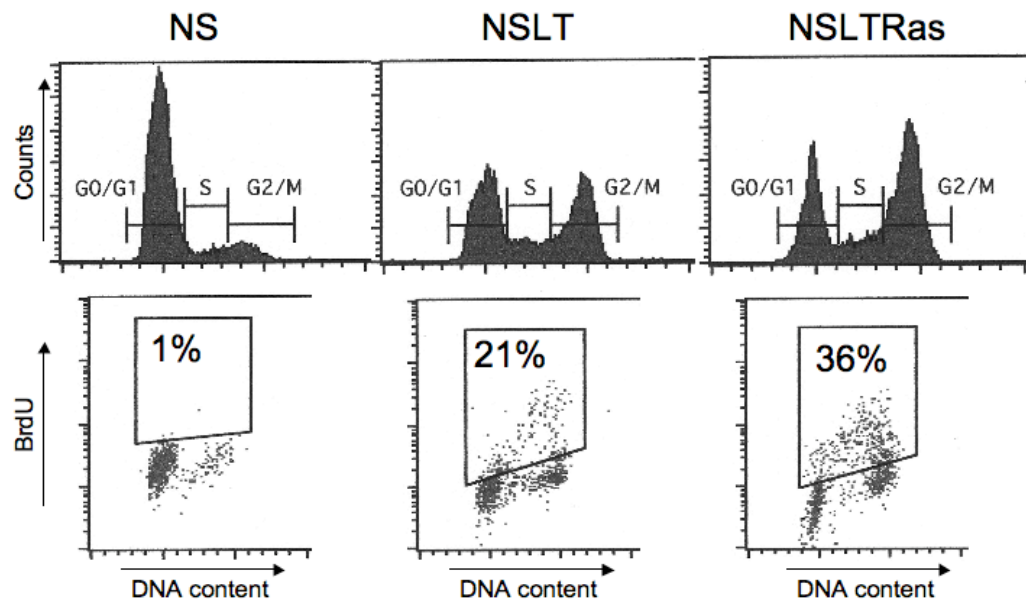 NS
NSLT
NSLTRas
Counts
G0/G1
S
G2/M
G0/G1
S
G2/M
G0/G1
S
G2/M
BrdU
1%
21%
36%
DNA content
DNA content
DNA content